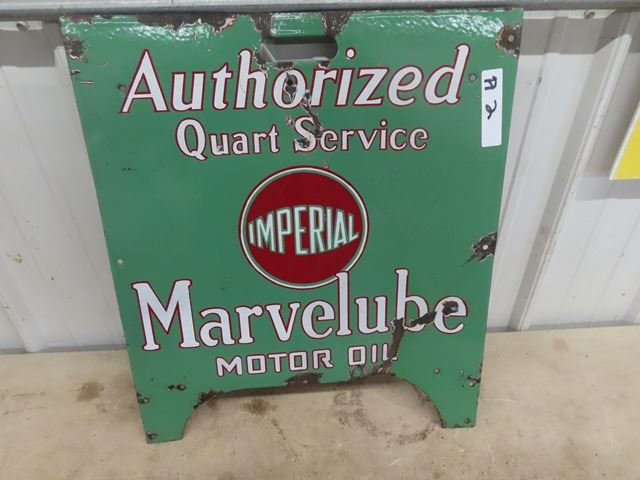 Authorized
Quart Service
IMPERIAL
Marvelube
MOTOR OIL